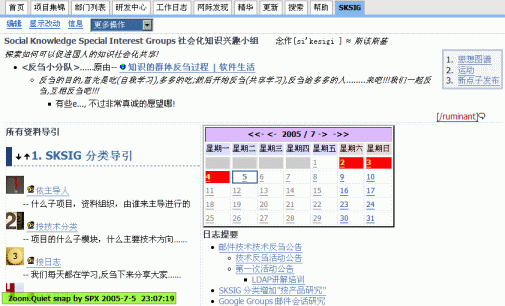 首页 项目集锦 部门列表 研发中心 工作日志 网际发现 精华 更新 搜索 帮助 SKSIG
编辑 显示改动 信息 更多操作
Social Knowledge Special Interest Groups 社会化知识兴趣小组 念作[si'kesigi ] ≈ 斯该斯基
探索如何可以促进国人的知识社会化共享!
<反刍小分队>......原由-- 知识的群体反刍过程 | 软件生活
反刍的目的,首先是吃(自我学习),多多的吃;然后开始反刍(共享学习),反刍给多多的人........来吧!!!我们一起反刍,互相反刍吧!!!
有些e..., 不过非常真诚的愿望哪!
1. 思想图谱
2. 运动
3. 新点子发布
[/ruminant]
所有资料导引
1. SKSIG 分类导引
依主导人
-- 什么子项目，资料组织，由谁来主导进行的
按技术分类
-- 项目的什么子模块，什么主要技术方向......
按日志
-- 我们每天都在学习,反刍下来分享大家......
<<- <- 2005 / 7 -> ->>
星期一 星期二 星期三 星期四 星期五 星期六 星期日
1 2 3
4 5 6 7 8 9 10
11 12 13 14 15 16 17
18 19 20 21 22 23 24
25 26 27 28 29 30 31
日志提要
邮件技术技术反刍公告
技术反刍活动公告
第一次活动公告
LDAP讲解培训
SKSIG 分类增加"按产品研究"
Google Groups 邮件会话研究
Zoom.Quiet snap by SPX 2005-7-5 23:07:19